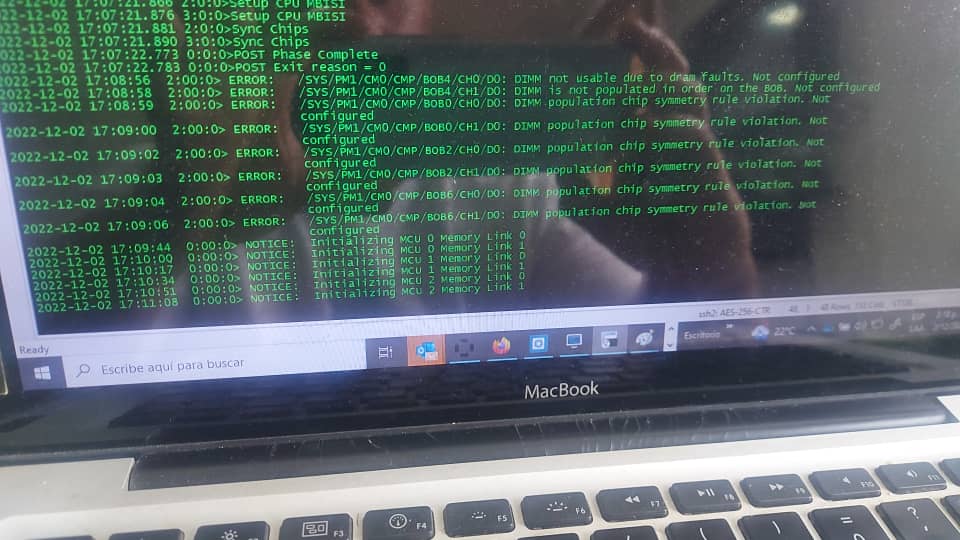 2022-12-02 17:07:21.866 2:0:0>Setup CPU MBISI
2022-12-02 17:07:21.876 3:0:0>Setup CPU MBISI
2022-12-02 17:07:21.881 2:0:0>Sync Chips
2022-12-02 17:07:21.890 3:0:0>Sync Chips
2022-12-02 17:07:22.773 0:0:0>POST Phase Complete
2022-12-02 17:07:22.783 0:0:0>POST Exit reason = 0
2022-12-02 17:08:56 2:00:0> ERROR: /SYS/PM1/CM0/CMP/BOB4/CH0/D0: DIMM not usable due to dram faults. Not configured
2022-12-02 17:08:58 2:00:0> ERROR: /SYS/PM1/CM0/CMP/BOB4/CH1/D0: DIMM is not populated in order on the BOB. Not configured
2022-12-02 17:08:59 2:00:0> ERROR: /SYS/PM1/CM0/CMP/BOB0/CH0/D0: DIMM population chip symmetry rule violation. Not
configured
2022-12-02 17:09:00 2:00:0> ERROR: /SYS/PM1/CM0/CMP/BOB0/CH1/D0: DIMM population chip symmetry rule violation. Not
configured
2022-12-02 17:09:02 2:00:0> ERROR: /SYS/PM1/CM0/CMP/BOB2/CH0/D0: DIMM population chip symmetry rule violation. Not
configured
2022-12-02 17:09:03 2:00:0> ERROR: /SYS/PM1/CM0/CMP/BOB2/CH1/D0: DIMM population chip symmetry rule violation. Not
configured
2022-12-02 17:09:04 2:00:0> ERROR: /SYS/PM1/CM0/CMP/BOB6/CH0/D0: DIMM population chip symmetry rule violation. Not
configured
2022-12-02 17:09:06 2:00:0> ERROR: /SYS/PM1/CM0/CMP/BOB6/CH1/D0: DIMM population chip symmetry rule violation. Not
configured
2022-12-02 17:09:44 0:00:0> NOTICE: Initializing MCU 0 Memory Link 0
2022-12-02 17:10:00 0:00:0> NOTICE: Initializing MCU 0 Memory Link 1
2022-12-02 17:10:17 0:00:0> NOTICE: Initializing MCU 1 Memory Link 0
2022-12-02 17:10:34 0:00:0> NOTICE: Initializing MCU 1 Memory Link 1
2022-12-02 17:10:51 0:00:0> NOTICE: Initializing MCU 2 Memory Link 0
2022-12-02 17:11:08 0:00:0> NOTICE: Initializing MCU 2 Memory Link 1
Ready
ssh2: AES-256-CTR
Escribe aquí para buscar
Escritorio
22°C
ESP
MacBook
F3
F4
F5
F6
F7
F8
F9
F10
F11